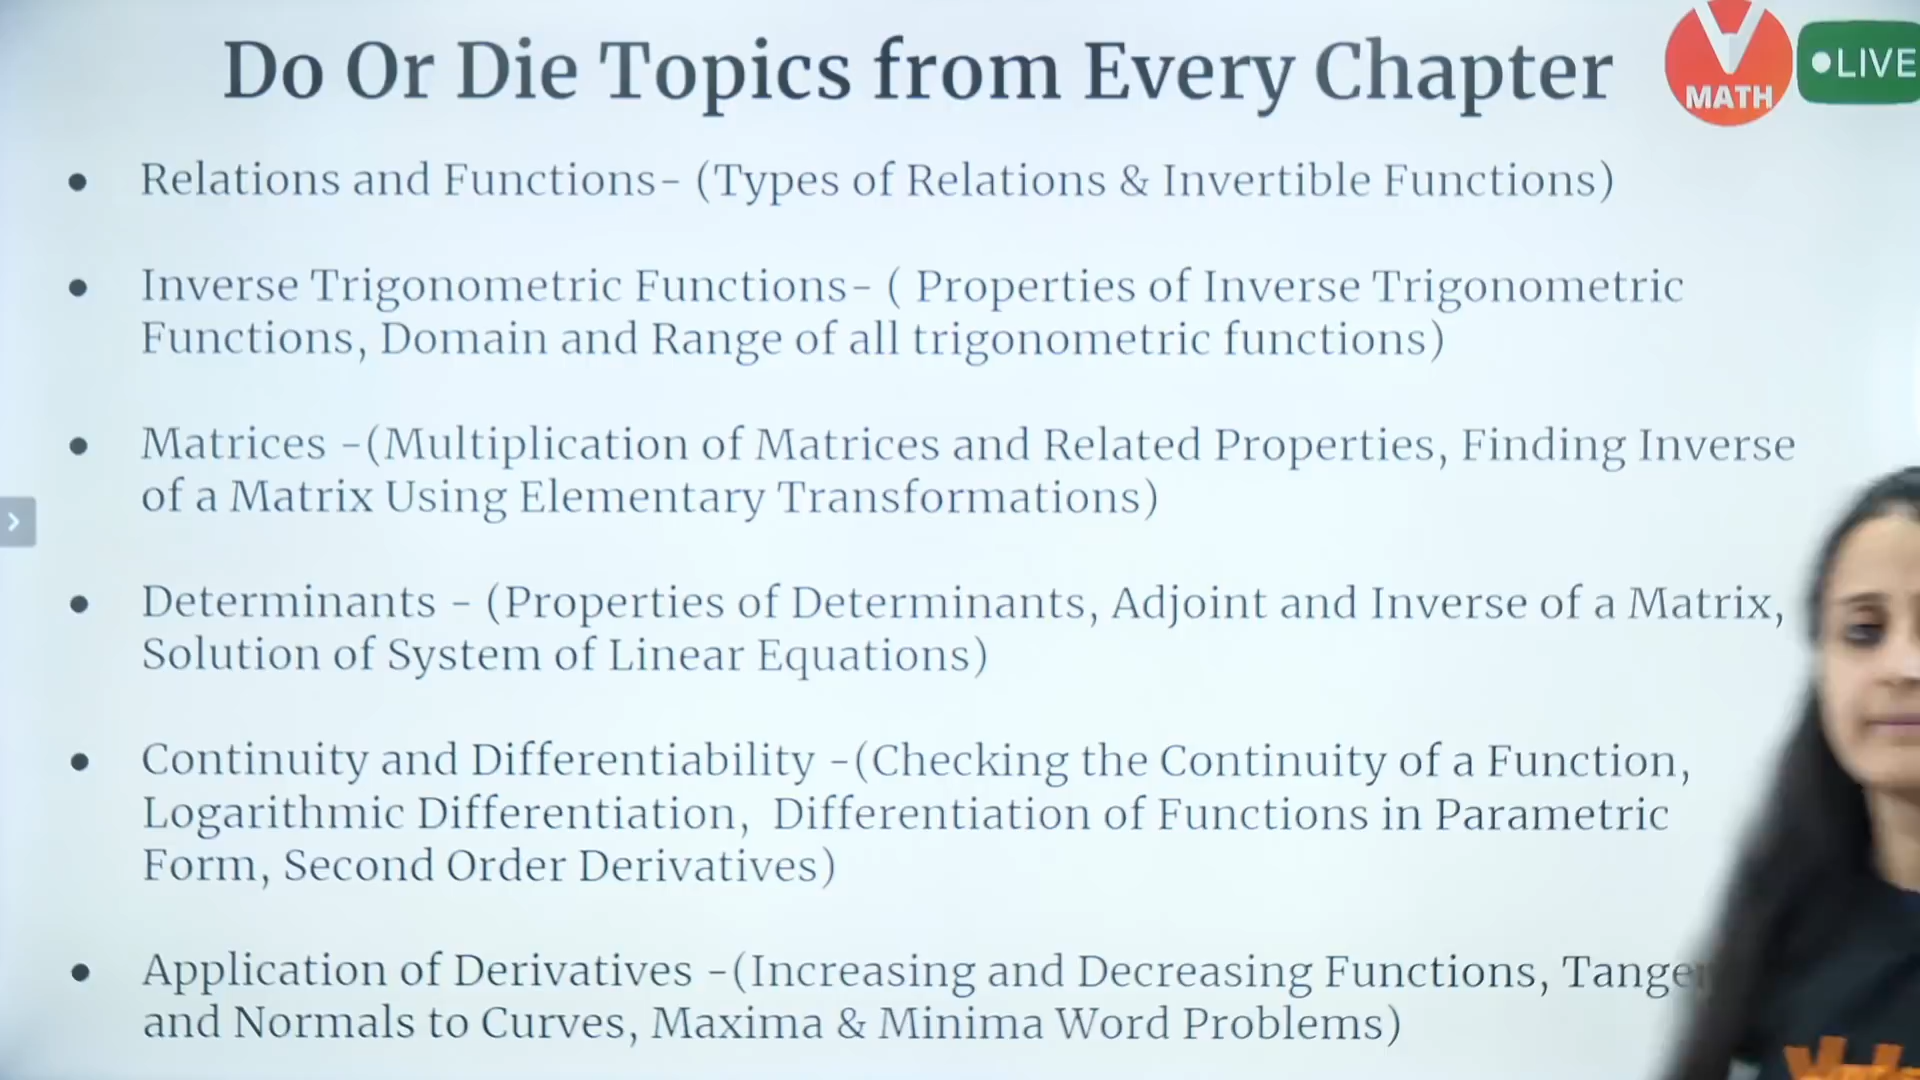 Do Or Die Topics from Every Chapter
MATH
LIVE
• Relations and Functions- (Types of Relations & Invertible Functions)
• Inverse Trigonometric Functions- ( Properties of Inverse Trigonometric
Functions, Domain and Range of all trigonometric functions)
• Matrices -(Multiplication of Matrices and Related Properties, Finding Inverse
of a Matrix Using Elementary Transformations)
• Determinants - (Properties of Determinants, Adjoint and Inverse of a Matrix,
Solution of System of Linear Equations)
• Continuity and Differentiability -(Checking the Continuity of a Function,
Logarithmic Differentiation, Differentiation of Functions in Parametric
Form, Second Order Derivatives)
• Application of Derivatives -(Increasing and Decreasing Functions,
and Normals to Curves, Maxima & Minima Word Problems)